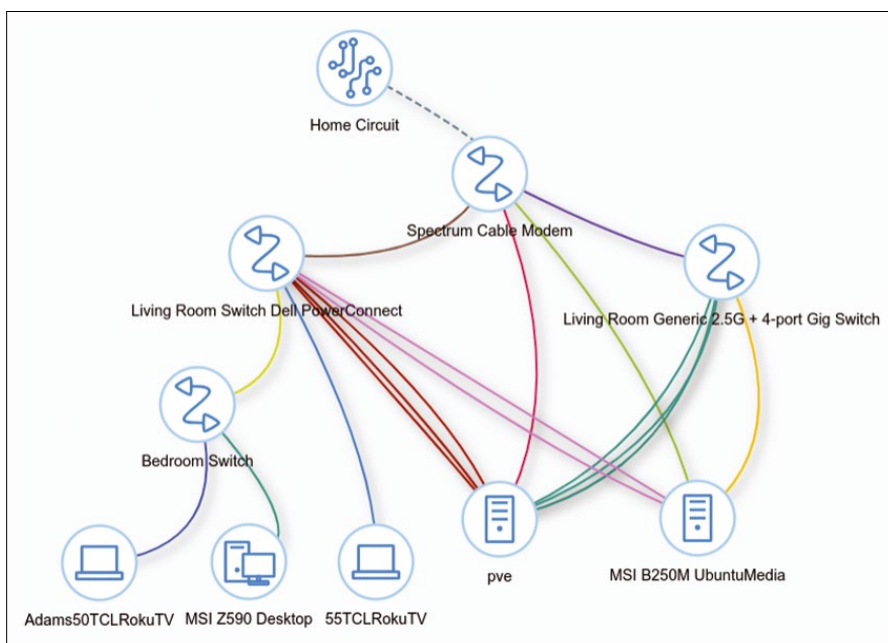 Home Circuit
Spectrum Cable Modem
Living Room Switch Dell PowerConnect
Living Room Generic 2.5G + 4-port Gig Switch
Bedroom Switch
pve
MSI B250M UbuntuMedia
Adams50TCLRokuTV
MSI Z590 Desktop
55TCLRokuTV